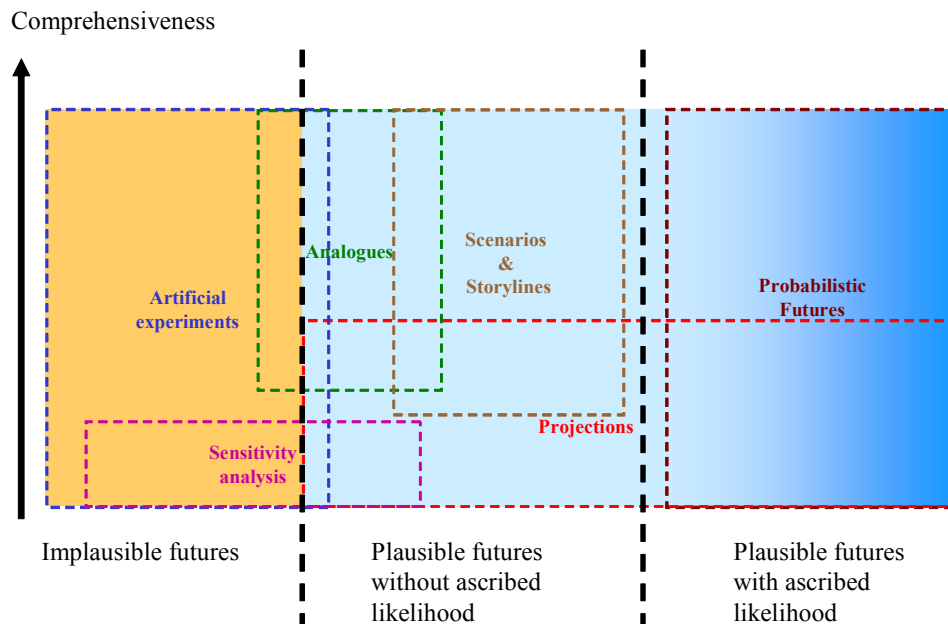 Comprehensiveness
Analogues
Scenarios
&
Storylines
Artificial
experiments
Probabilistic
Futures
Projections
Sensitivity
analysis
Implausible futures
Plausible futures
without ascribed
likelihood
Plausible futures
with ascribed
likelihood